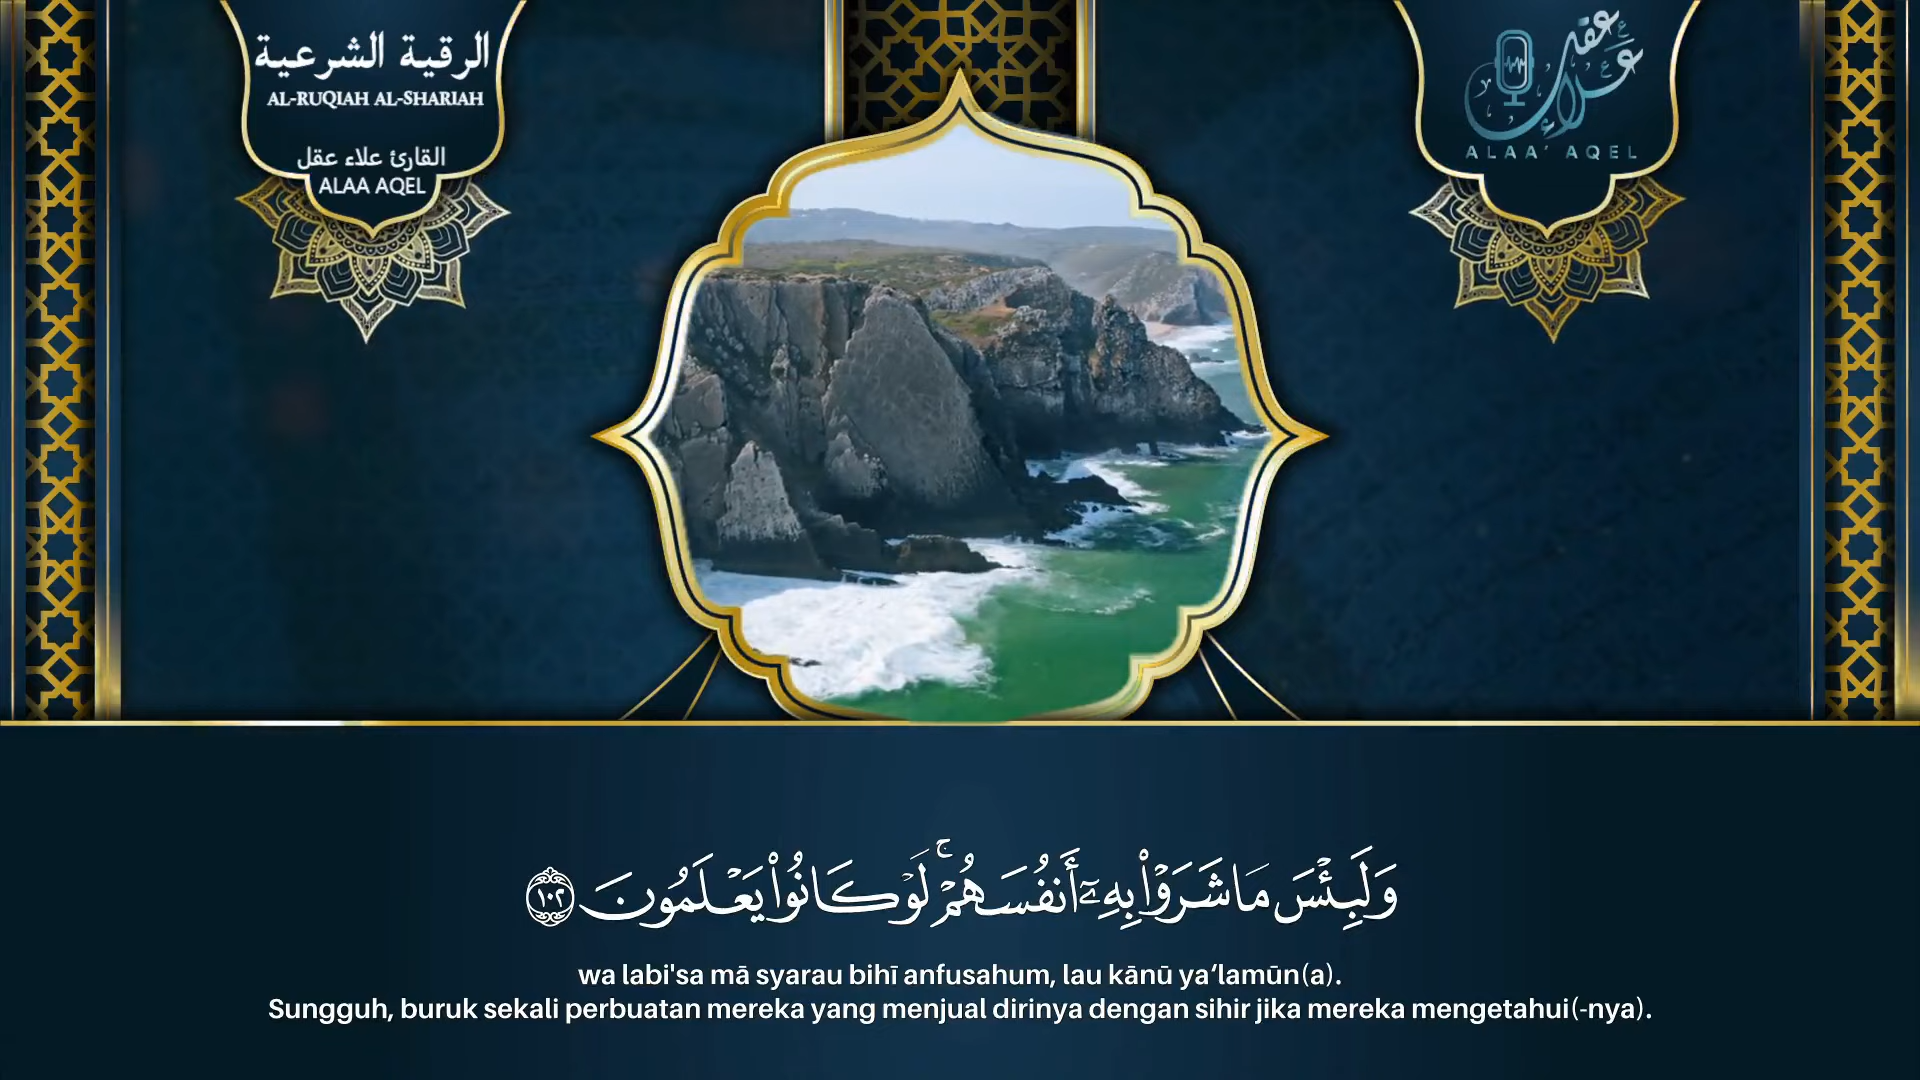 الرقية الشرعية
AL-RUQIAH AL-SHARIAH
القارئ علاء عقل
ALAA AQEL
علاء عقل
ALAA' AQEL
وَلَبِئْسَ مَا شَرَوْا۟ بِهِۦٓ أَنفُسَهُمْ ۚ لَوْ كَانُوا۟ يَعْلَمُونَ ١٠٢
wa labi'sa mā syarau bihī anfusahum, lau kānū ya‘lamūn(a).
Sungguh, buruk sekali perbuatan mereka yang menjual dirinya dengan sihir jika mereka mengetahui(-nya).